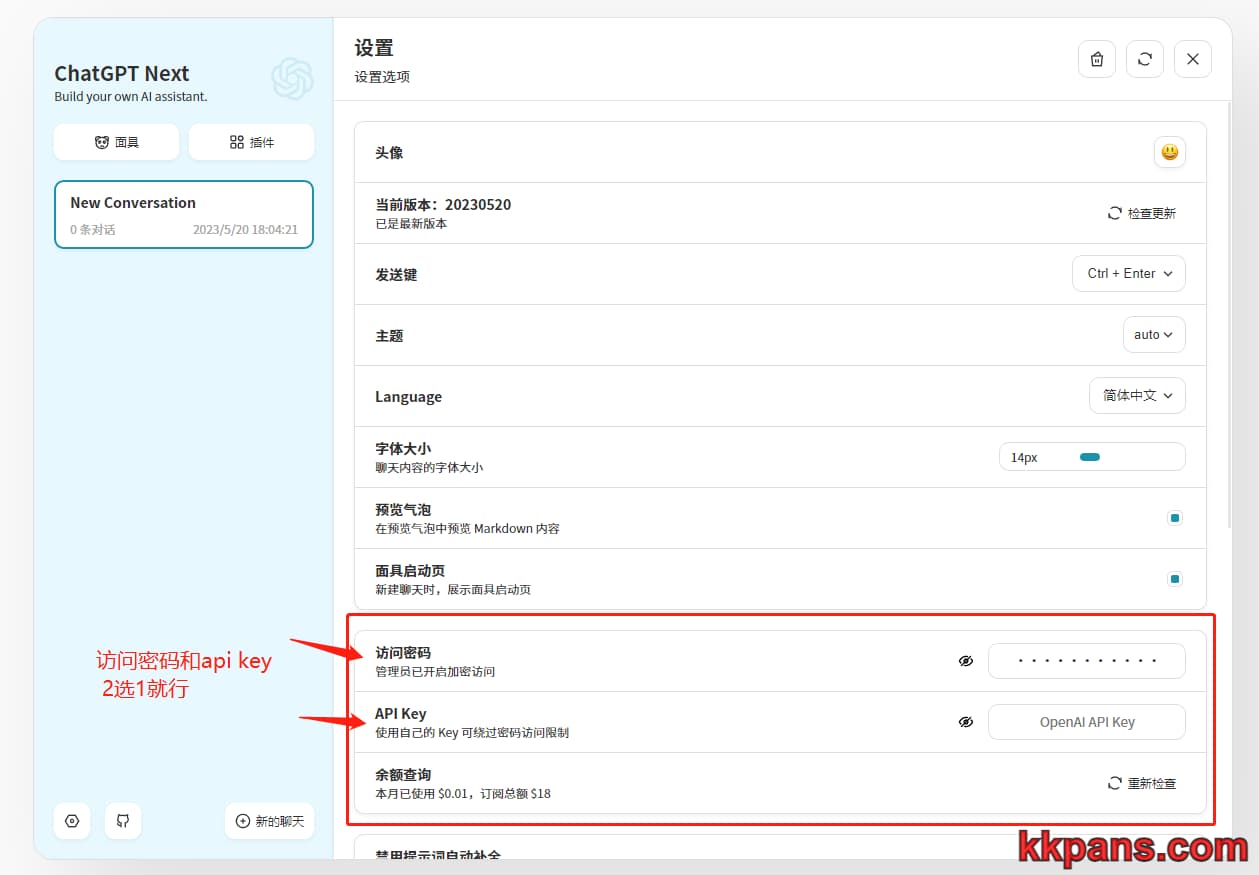 ChatGPT Next
Build your own AI assistant.
面具
插件
New Conversation
0 条对话
2023/5/20 18:04:21
访问密码和api key
2选1就行
新的聊天
设置
设置选项
头像
当前版本：20230520
已是最新版本
检查更新
发送键
Ctrl + Enter
主题
auto
Language
简体中文
字体大小
聊天内容的字体大小
14px
预览气泡
在预览气泡中预览 Markdown 内容
面具启动页
新建聊天时，展示面具启动页
访问密码
管理员已开启加密访问
API Key
使用自己的 Key 可绕过密码访问限制
OpenAI API Key
余额查询
本月已使用 $0.01，订阅总额 $18
重新检查
禁用提示词自动补全
kkpans.com